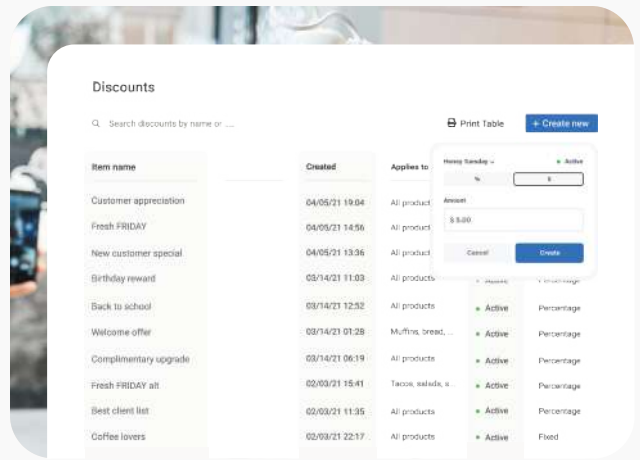 Discounts
Search discounts by name or ....
Print Table
+ Create new
Item name Created Applies to
Active
% $
Amount
$ 5.00
Cancel Create
Customer appreciation 04/05/21 19:04 All product
Fresh FRIDAY 04/05/21 14:56 All product
New customer special 04/05/21 13:36 All product
Birthday reward 03/14/21 11:03 All products Active Percentage
Back to school 03/14/21 12:52 All products Active Percentage
Welcome offer 03/14/21 01:28 Muffins, bread, ... Active Percentage
Complimentary upgrade 03/14/21 06:19 All products Active Percentage
Fresh FRIDAY alt 02/03/21 15:41 Tacos, salads, s... Active Percentage
Best client list 02/03/21 11:35 All products Active Percentage
Coffee lovers 02/03/21 22:17 All products Active Fixed